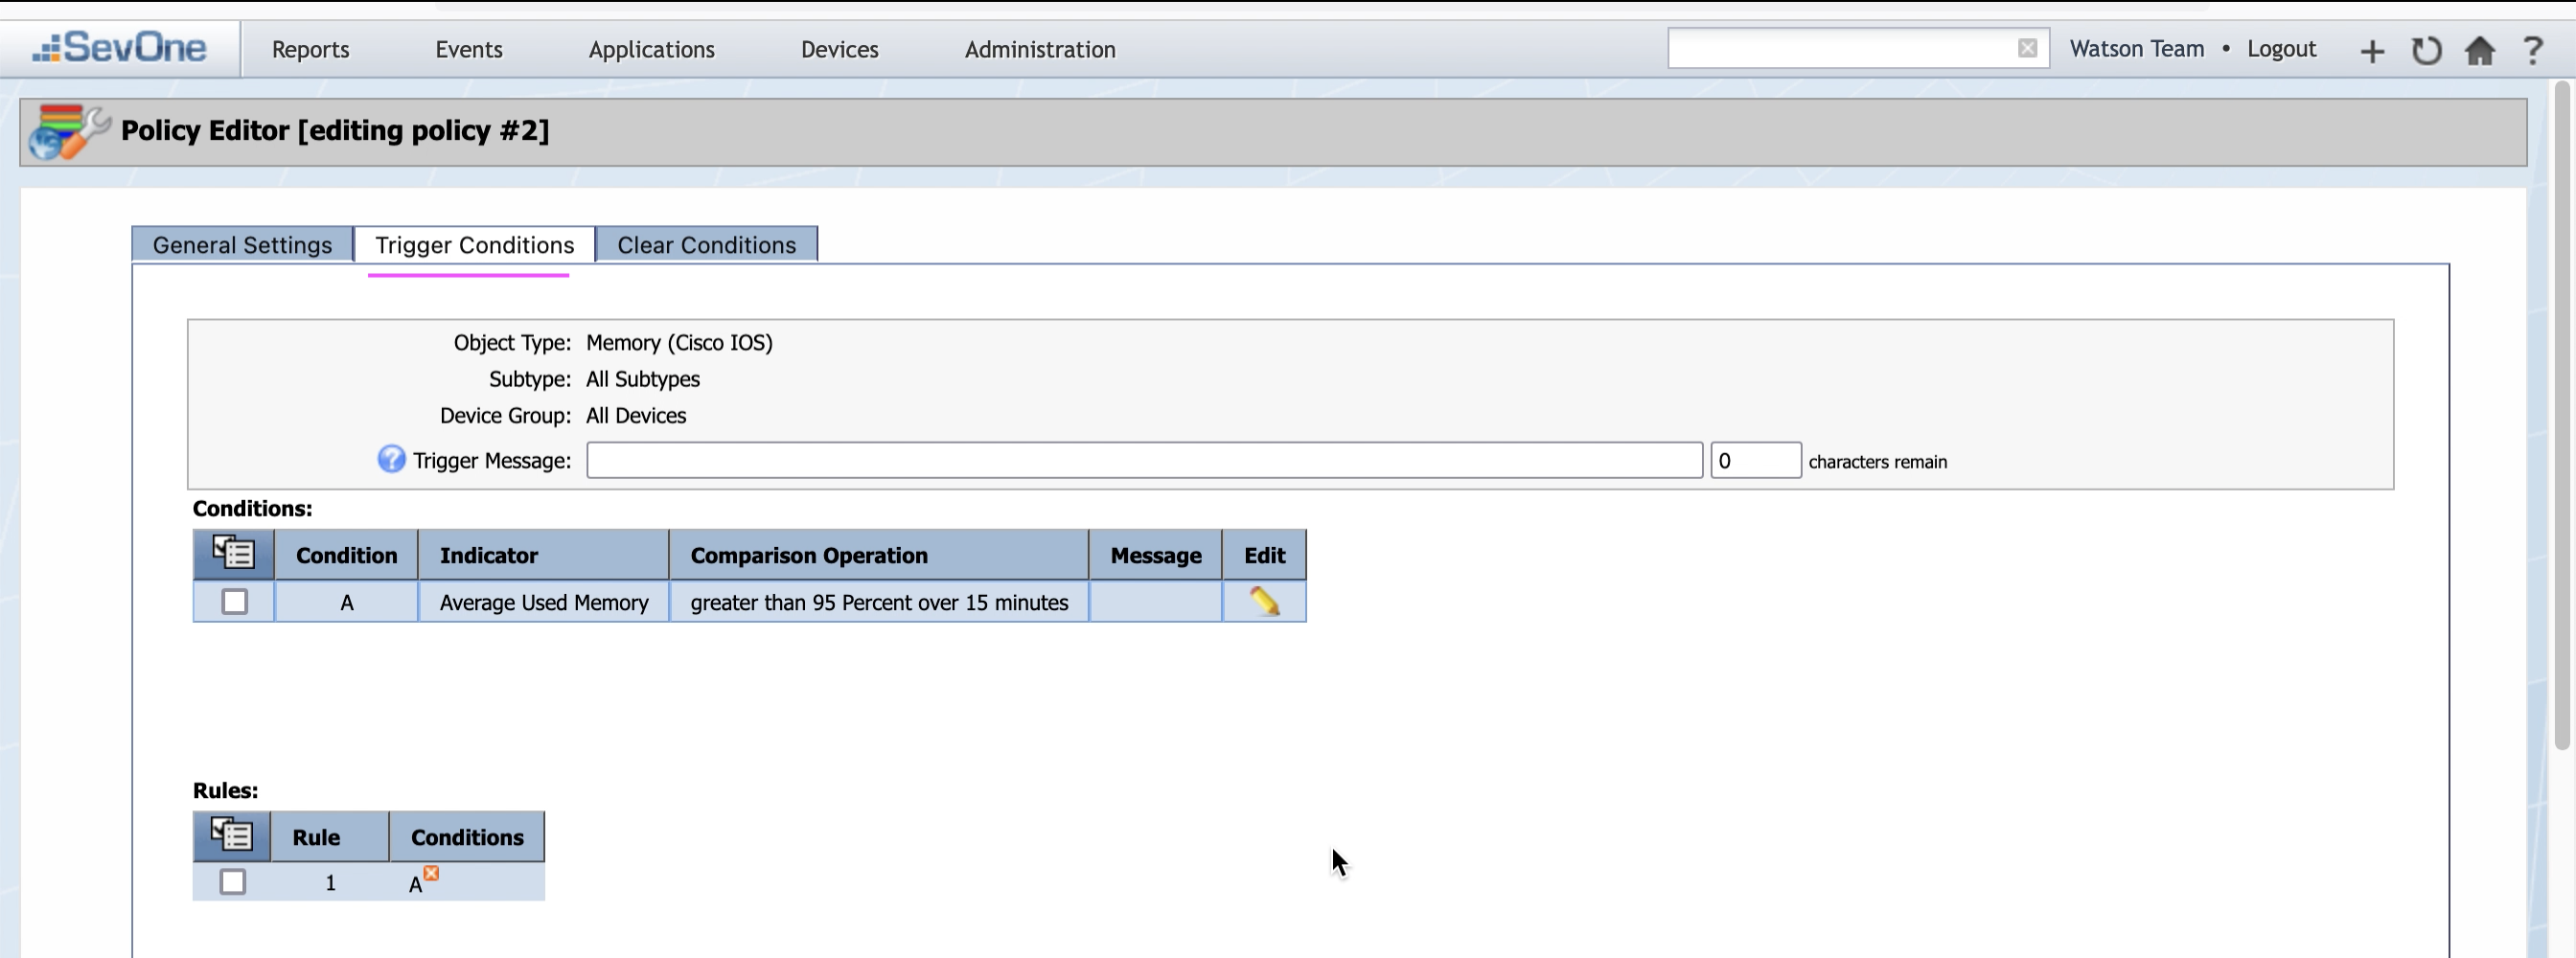 SevOne Reports Events Applications Devices Administration Watson Team • Logout + ?
Policy Editor [editing policy #2]
General Settings Trigger Conditions Clear Conditions
Object Type: Memory (Cisco IOS)
Subtype: All Subtypes
Device Group: All Devices
? Trigger Message: 0 characters remain
Conditions:
Condition Indicator Comparison Operation Message Edit
A Average Used Memory greater than 95 Percent over 15 minutes
Rules:
Rule Conditions
1 A